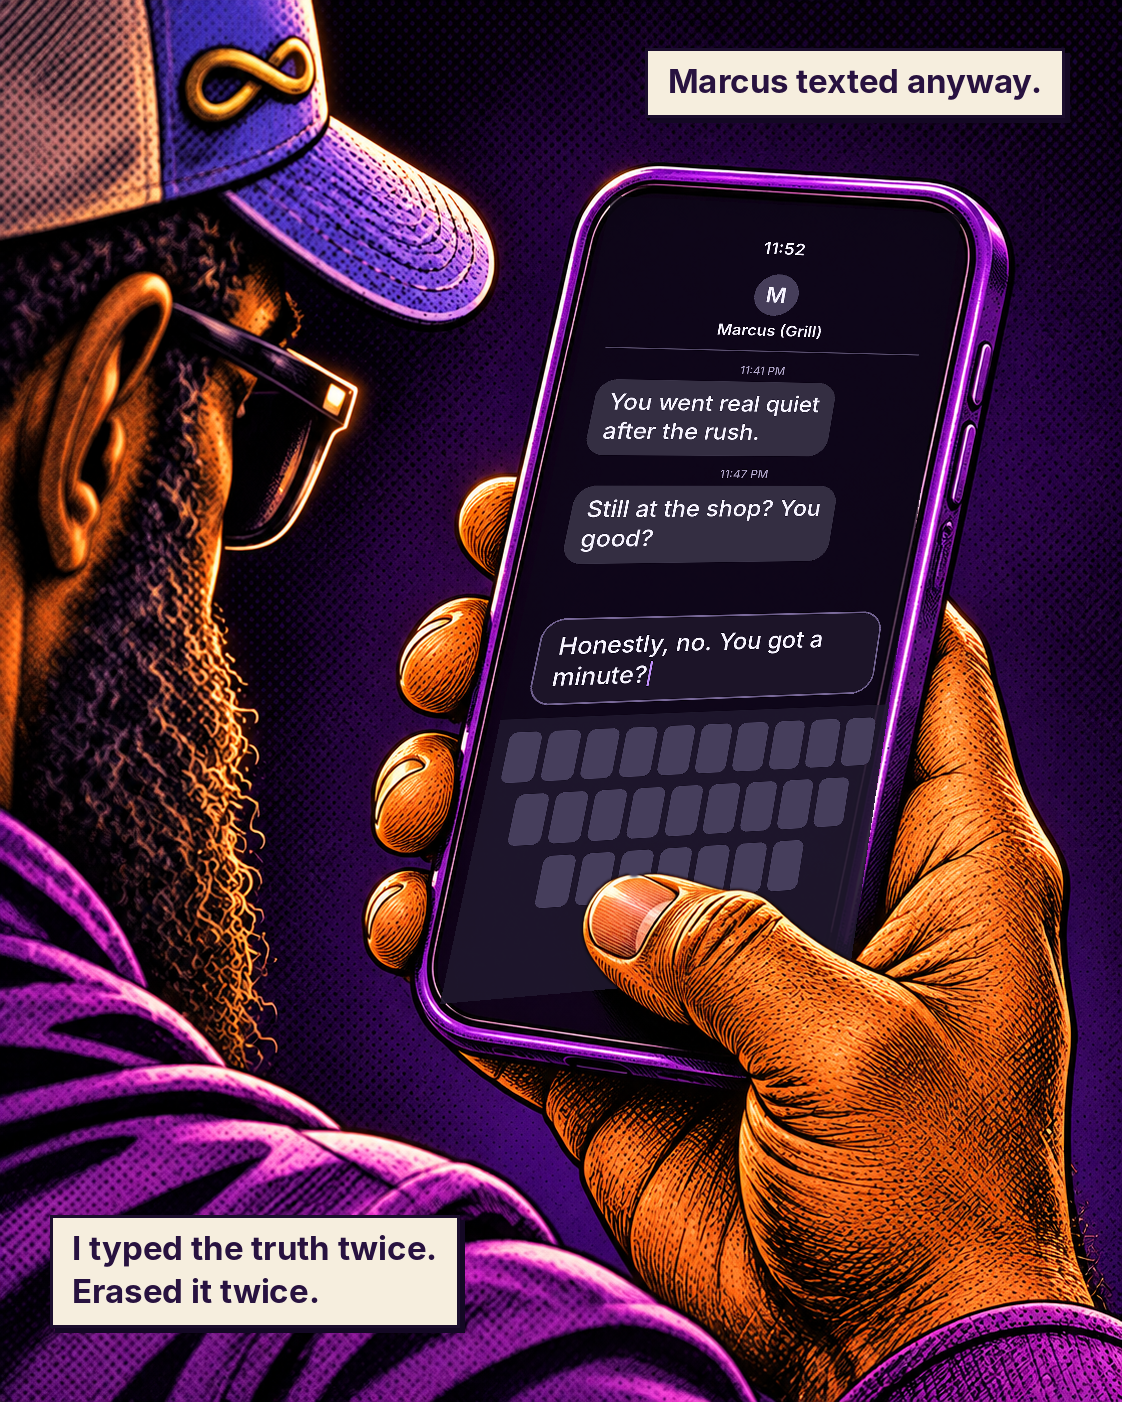 Marcus texted anyway.
11:52
M
Marcus (Grill)
11:41 PM
You went real quiet
after the rush.
11:47 PM
Still at the shop? You
good?
Honestly, no. You got a
minute?
I typed the truth twice.
Erased it twice.